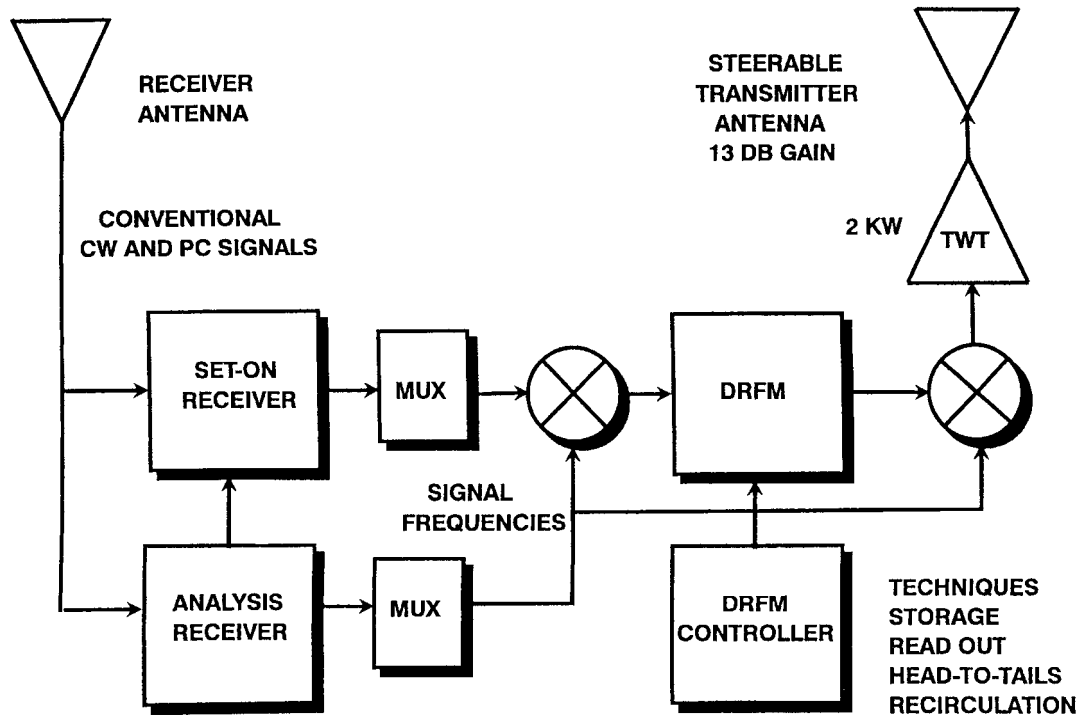 RECEIVER
ANTENNA
STEERABLE
TRANSMITTER
ANTENNA
13 DB GAIN
CONVENTIONAL
CW AND PC SIGNALS
2 KW
TWT
SET-ON
RECEIVER
MUX
DRFM
SIGNAL
FREQUENCIES
ANALYSIS
RECEIVER
MUX
DRFM
CONTROLLER
TECHNIQUES
STORAGE
READ OUT
HEAD-TO-TAILS
RECIRCULATION